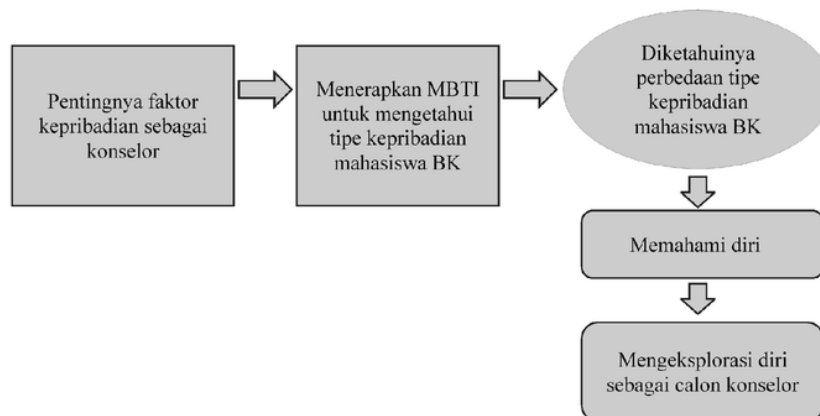 Pentingnya faktor
kepribadian sebagai
konselor
Menerapkan MBTI
untuk mengetahui
tipe kepribadian
mahasiswa BK
Diketahuinya
perbedaan tipe
kepribadian
mahasiswa BK
Memahami diri
Mengeksplorasi diri
sebagai calon konselor